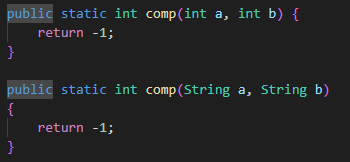 public static int comp(int a, int b) {
    return -1;
}
public static int comp(String a, String b)
{
    return -1;
}